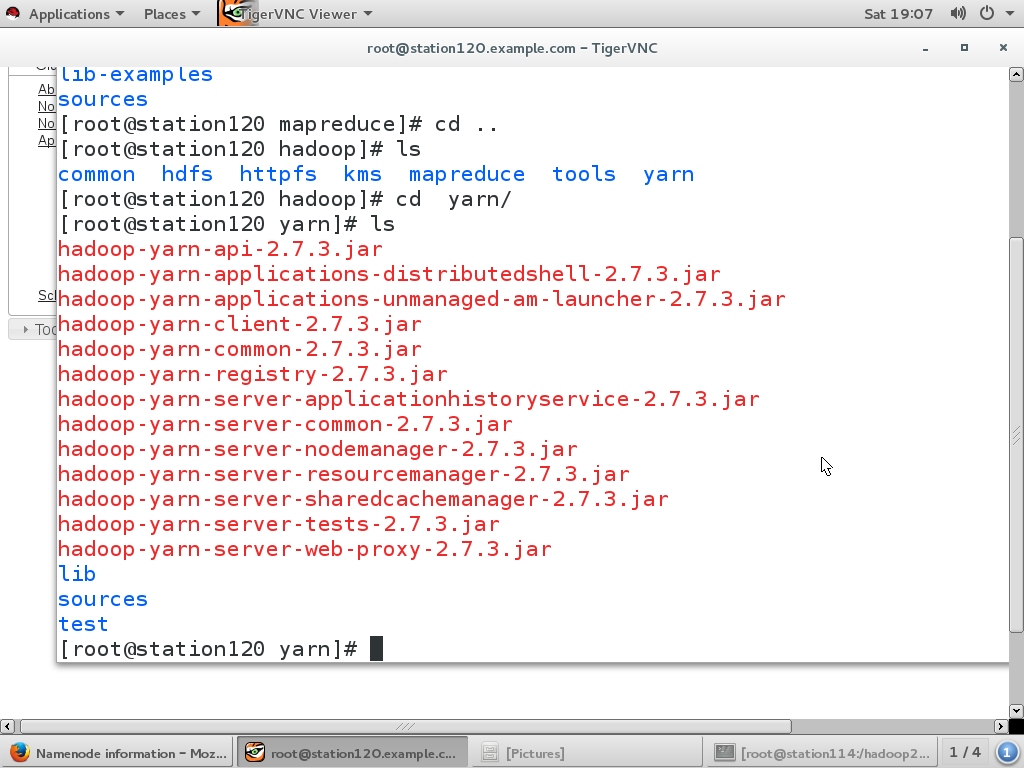 Applications Places TigerVNC Viewer Sat 19:07
root@station120.example.com - TigerVNC
lib-examples
Ab
sources
No
[root@station120 mapreduce]# cd ..
No
Ap
[root@station120 hadoop]# ls
common hdfs httpfs kms mapreduce tools yarn
[root@station120 hadoop]# cd  yarn/
[root@station120 yarn]# ls
hadoop-yarn-api-2.7.3.jar
hadoop-yarn-applications-distributedshell-2.7.3.jar
hadoop-yarn-applications-unmanaged-am-launcher-2.7.3.jar
Sch
hadoop-yarn-client-2.7.3.jar
Too
hadoop-yarn-common-2.7.3.jar
hadoop-yarn-registry-2.7.3.jar
hadoop-yarn-server-applicationhistoryservice-2.7.3.jar
hadoop-yarn-server-common-2.7.3.jar
hadoop-yarn-server-nodemanager-2.7.3.jar
hadoop-yarn-server-resourcemanager-2.7.3.jar
hadoop-yarn-server-sharedcachemanager-2.7.3.jar
hadoop-yarn-server-tests-2.7.3.jar
hadoop-yarn-server-web-proxy-2.7.3.jar
lib
sources
test
[root@station120 yarn]#
Namenode information - Moz... root@station120.example.c... [Pictures] [root@station114:/hadoop2... 1 / 4 1